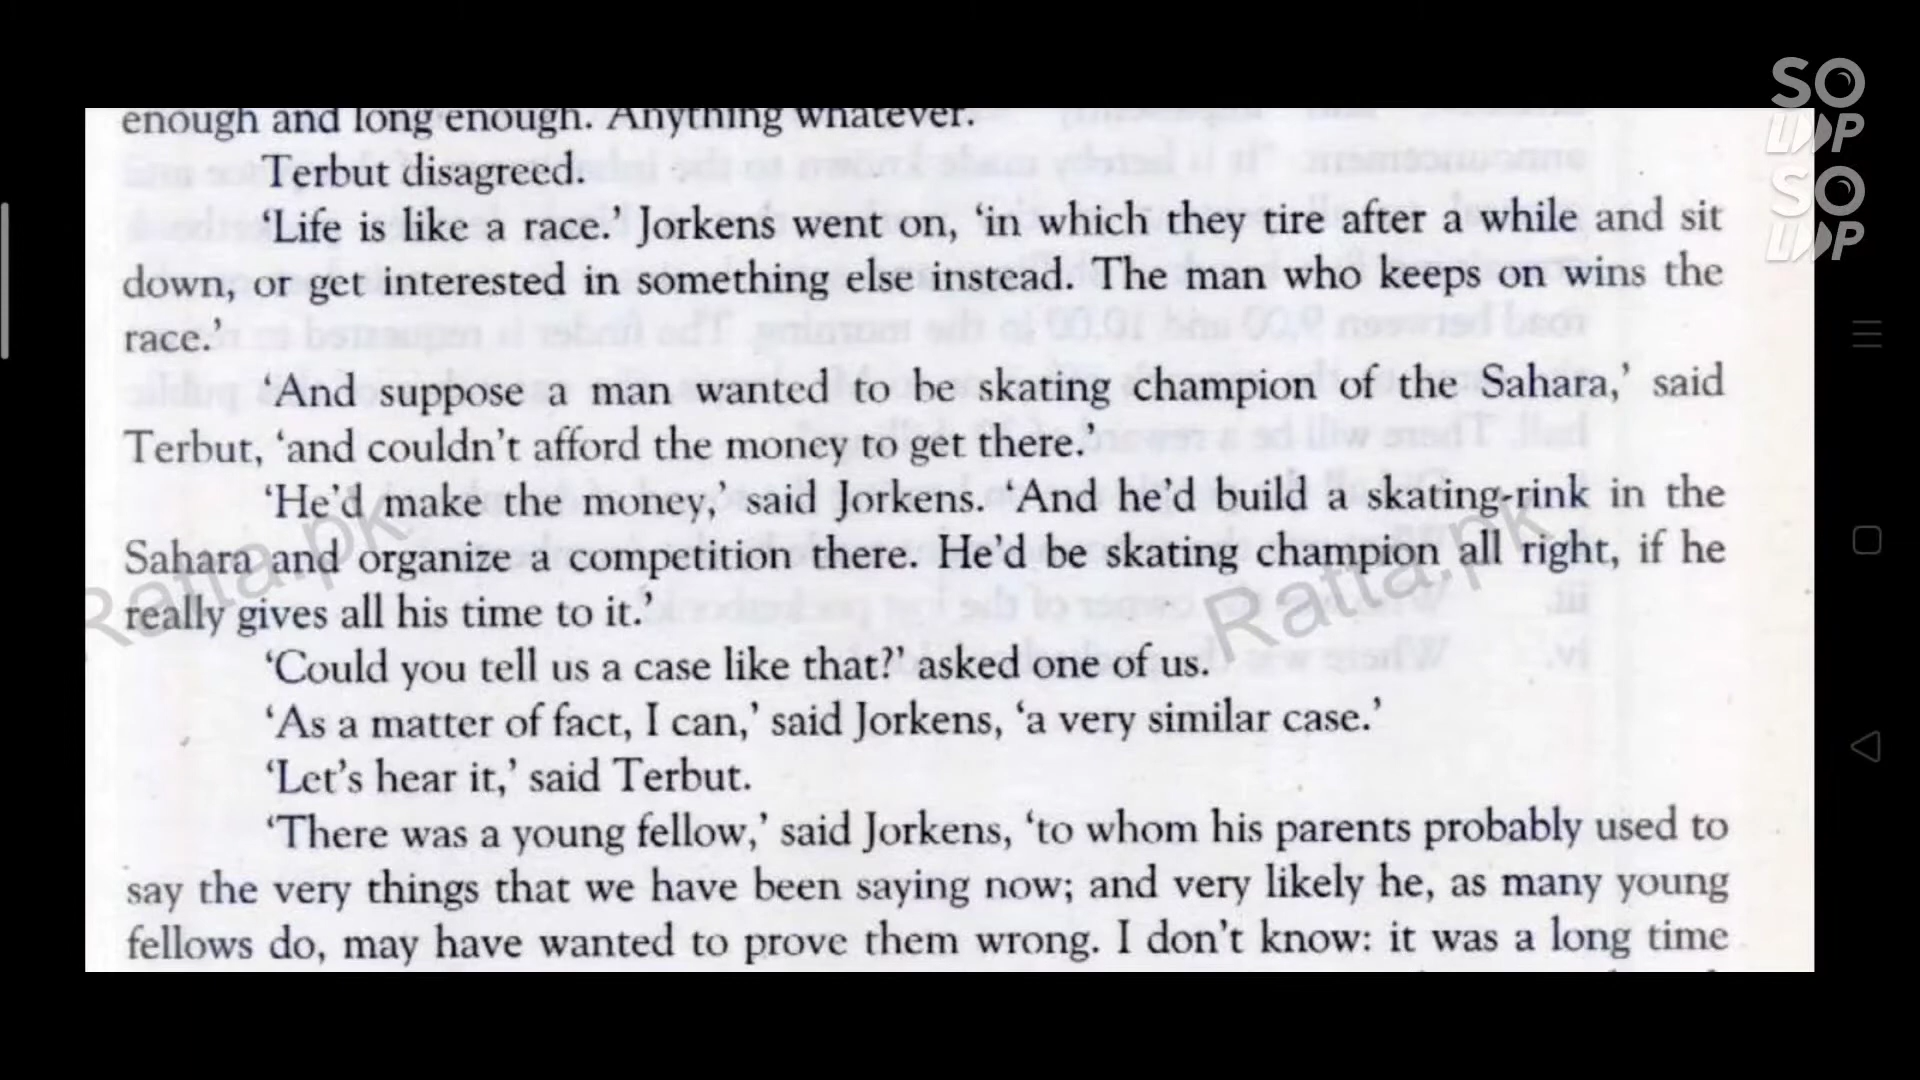 enough and long enough. Anything whatever.
Terbut disagreed.
‘Life is like a race.’ Jorkens went on, ‘in which they tire after a while and sit
down, or get interested in something else instead. The man who keeps on wins the
race.’
‘And suppose a man wanted to be skating champion of the Sahara,’ said
Terbut, ‘and couldn’t afford the money to get there.’
‘He’d make the money,’ said Jorkens. ‘And he’d build a skating-rink in the
Sahara and organize a competition there. He’d be skating champion all right, if he
really gives all his time to it.’
‘Could you tell us a case like that?’ asked one of us.
‘As a matter of fact, I can,’ said Jorkens, ‘a very similar case.’
‘Let’s hear it,’ said Terbut.
‘There was a young fellow,’ said Jorkens, ‘to whom his parents probably used to
say the very things that we have been saying now; and very likely he, as many young
fellows do, may have wanted to prove them wrong. I don’t know: it was a long time
Ratta.pk
Ratta.pk
SO
UP
SO
UP